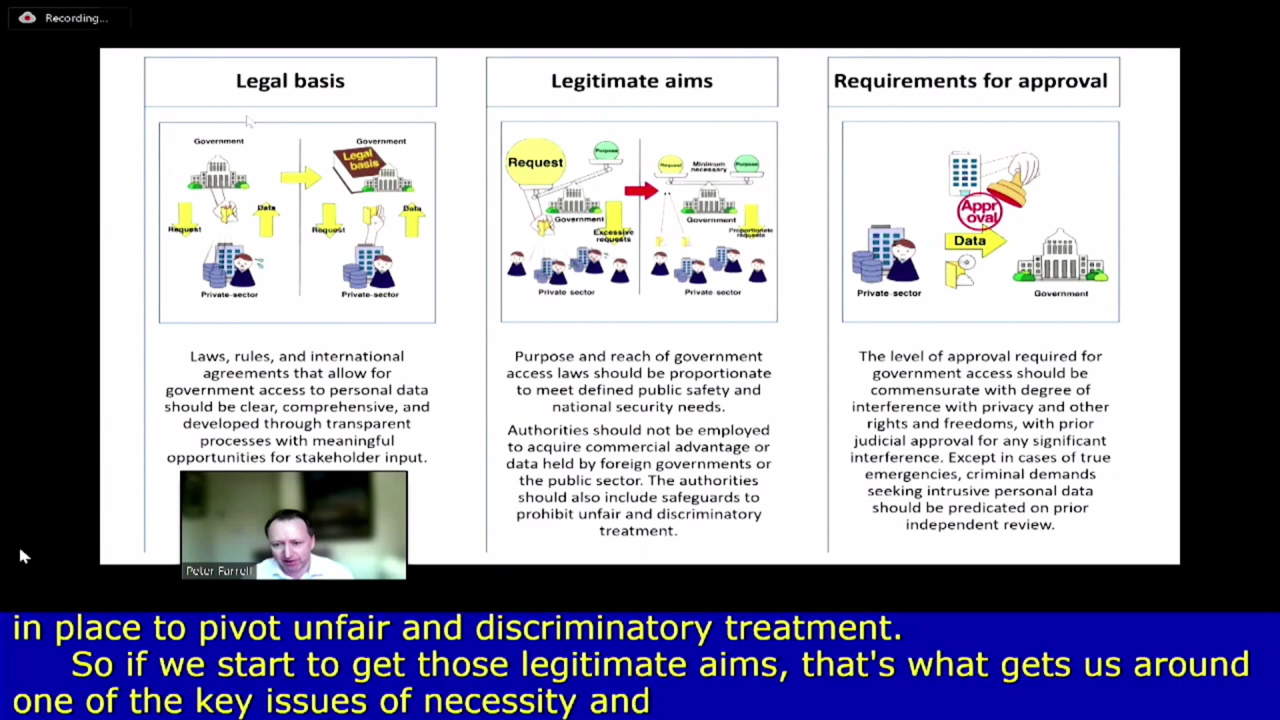 Recording...
Legal basis
Government
Government
Legal
basis
Request
Data
Request
Data
Private-sector
Private-sector
Laws, rules, and international
agreements that allow for
government access to personal data
should be clear, comprehensive, and
developed through transparent
processes with meaningful
opportunities for stakeholder input.
Legitimate aims
Request
Purpose
Government
Excessive
requests
Private sector
Request
Minimum
necessary
Purpose
Government
Proportionate
requests
Private sector
Purpose and reach of government
access laws should be proportionate
to meet defined public safety and
national security needs.
Authorities should not be employed
to acquire commercial advantage or
data held by foreign governments or
the public sector. The authorities
should also include safeguards to
prohibit unfair and discriminatory
treatment.
Requirements for approval
Appr
oval
Data
Private-sector
Government
The level of approval required for
government access should be
commensurate with degree of
interference with privacy and other
rights and freedoms, with prior
judicial approval for any significant
interference. Except in cases of true
emergencies, criminal demands
seeking intrusive personal data
should be predicated on prior
independent review.
Peter Farrell
in place to pivot unfair and discriminatory treatment.
So if we start to get those legitimate aims, that's what gets us around
one of the key issues of necessity and